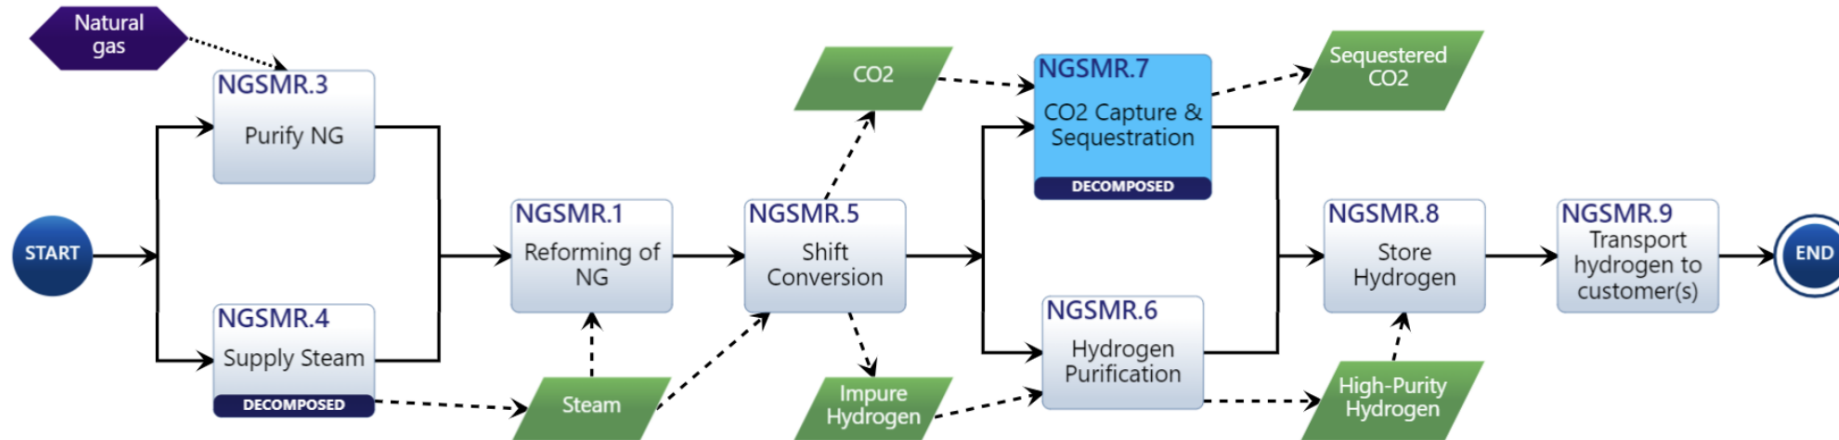 Natural
gas
NGSMR.3
Purify NG
START
NGSMR.4
Supply Steam
DECOMPOSED
NGSMR.1
Reforming of
NG
Steam
NGSMR.5
Shift
Conversion
CO2
Impure
Hydrogen
NGSMR.7
CO2 Capture &
Sequestration
DECOMPOSED
NGSMR.6
Hydrogen
Purification
Sequestered
CO2
High-Purity
Hydrogen
NGSMR.8
Store
Hydrogen
NGSMR.9
Transport
hydrogen to
customer(s)
END